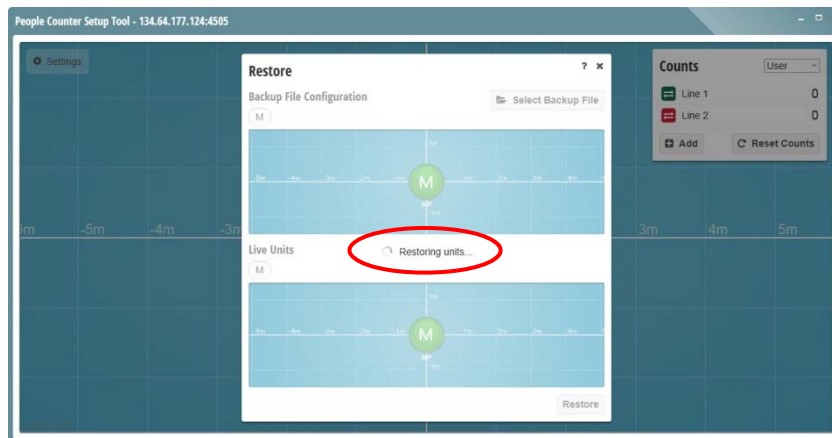 People Counter Setup Tool - 134.64.177.124:4505
Settings
Restore
Backup File Configuration
Select Backup File
M
-5m -4m -3m -2m -1m M 1m 2m 3m 4m
-1m
Live Units
Restoring units...
M
-5m -4m -3m -2m -1m M 1m 2m 3m 4m
-1m
Restore
Counts
User
Line 1 0
Line 2 0
Add
Reset Counts
-5m -4m -3m
3m 4m 5m